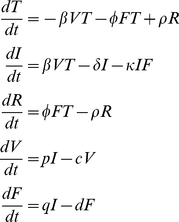 dT/dt = −βVT − ϕFT + ρR
dI/dt = βVT − δI − κIF
dR/dt = ϕFT − ρR
dV/dt = pI − cV
dF/dt = qI − dF